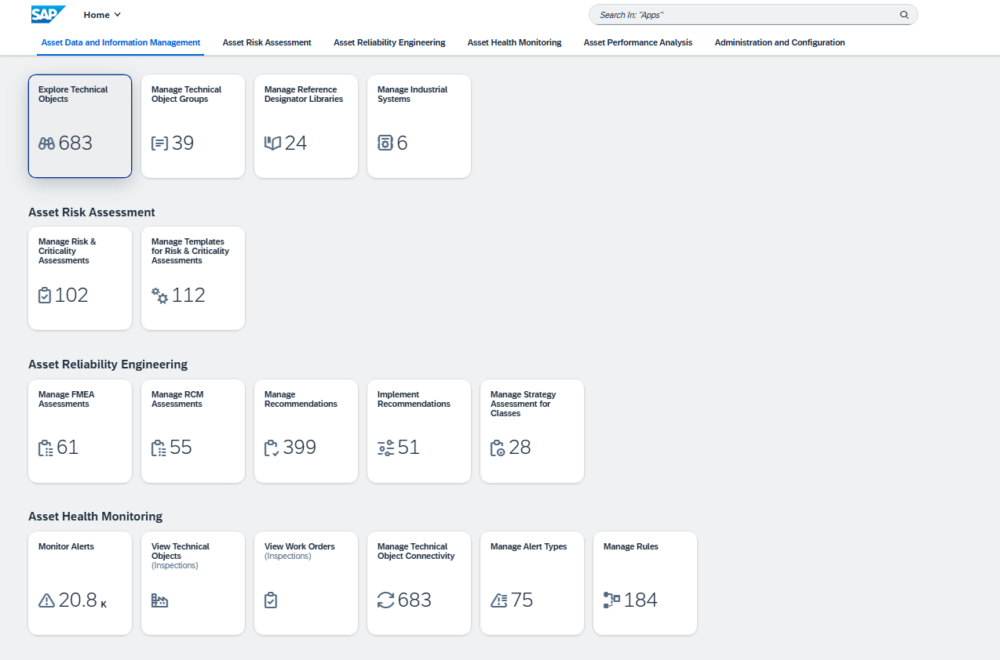 SAP
Home
Search In: "Apps"
Asset Data and Information Management
Asset Risk Assessment
Asset Reliability Engineering
Asset Health Monitoring
Asset Performance Analysis
Administration and Configuration
Explore Technical
Objects
683
Manage Technical
Object Groups
39
Manage Reference
Designator Libraries
24
Manage Industrial
Systems
6
Asset Risk Assessment
Manage Risk &
Criticality
Assessments
102
Manage Templates
for Risk & Criticality
Assessments
112
Asset Reliability Engineering
Manage FMEA
Assessments
61
Manage RCM
Assessments
55
Manage
Recommendations
399
Implement
Recommendations
51
Manage Strategy
Assessment for
Classes
28
Asset Health Monitoring
Monitor Alerts
20.8 K
View Technical
Objects
(Inspections)
View Work Orders
(Inspections)
Manage Technical
Object Connectivity
683
Manage Alert Types
75
Manage Rules
184